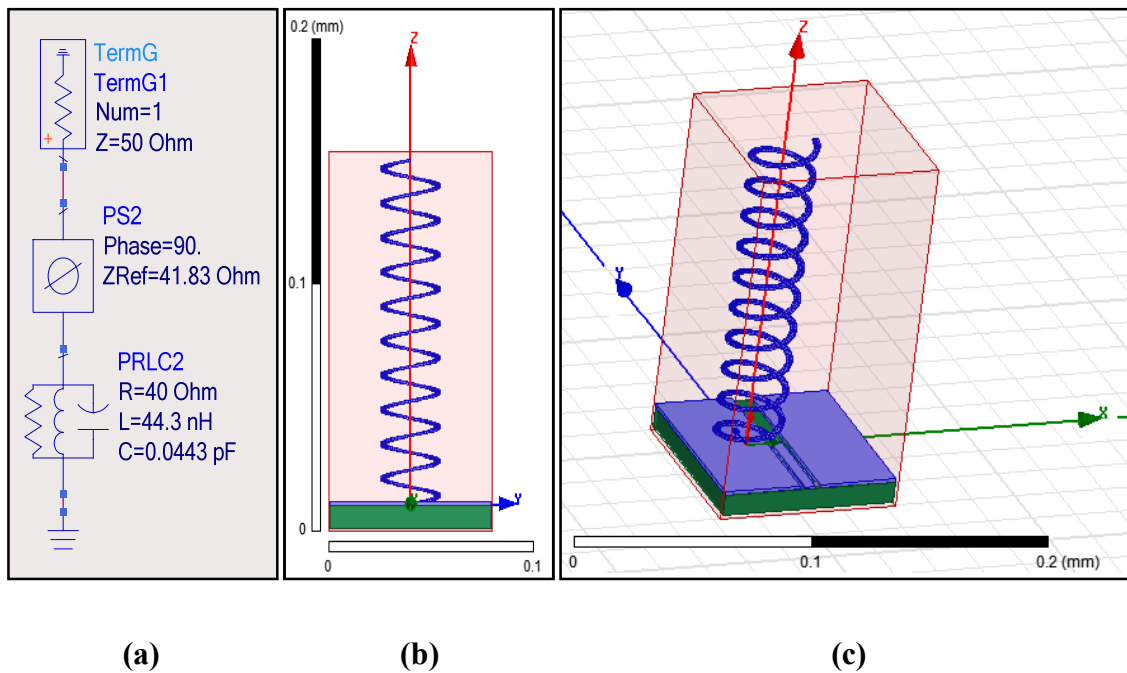 TermG
TermG1
Num=1
Z=50 Ohm
+
PS2
Phase=90.
ZRef=41.83 Ohm
PRLC2
R=40 Ohm
L=44.3 nH
C=0.0443 pF
0.2 (mm)
Z
0.1
0
Y
0
0.1
Z
Y
X
0
0.1
0.2 (mm)
(a)
(b)
(c)